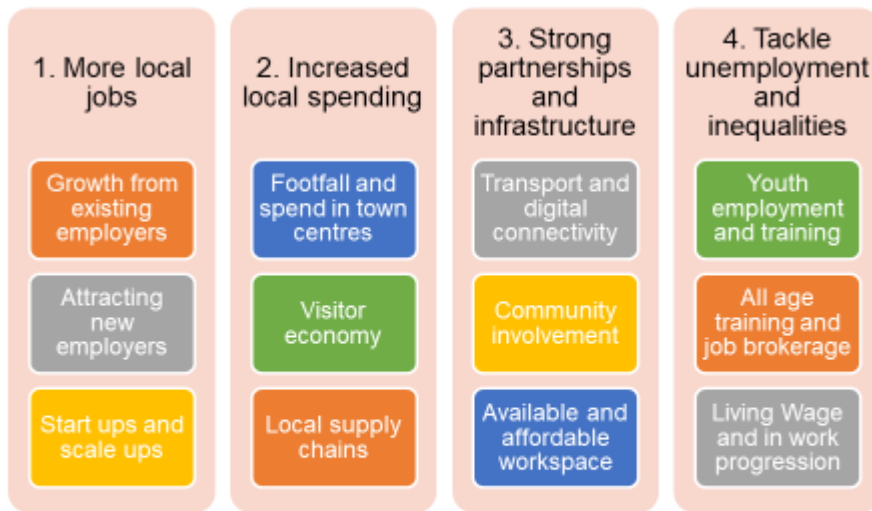 1. More local
jobs
Growth from
existing
employers
Attracting
new
employers
Start ups and
scale ups
2. Increased
local spending
Footfall and
spend in town
centres
Visitor
economy
Local supply
chains
3. Strong
partnerships
and
infrastructure
Transport and
digital
connectivity
Community
involvement
Available and
affordable
workspace
4. Tackle
unemployment
and
inequalities
Youth
employment
and training
All age
training and
job brokerage
Living Wage
and in work
progression